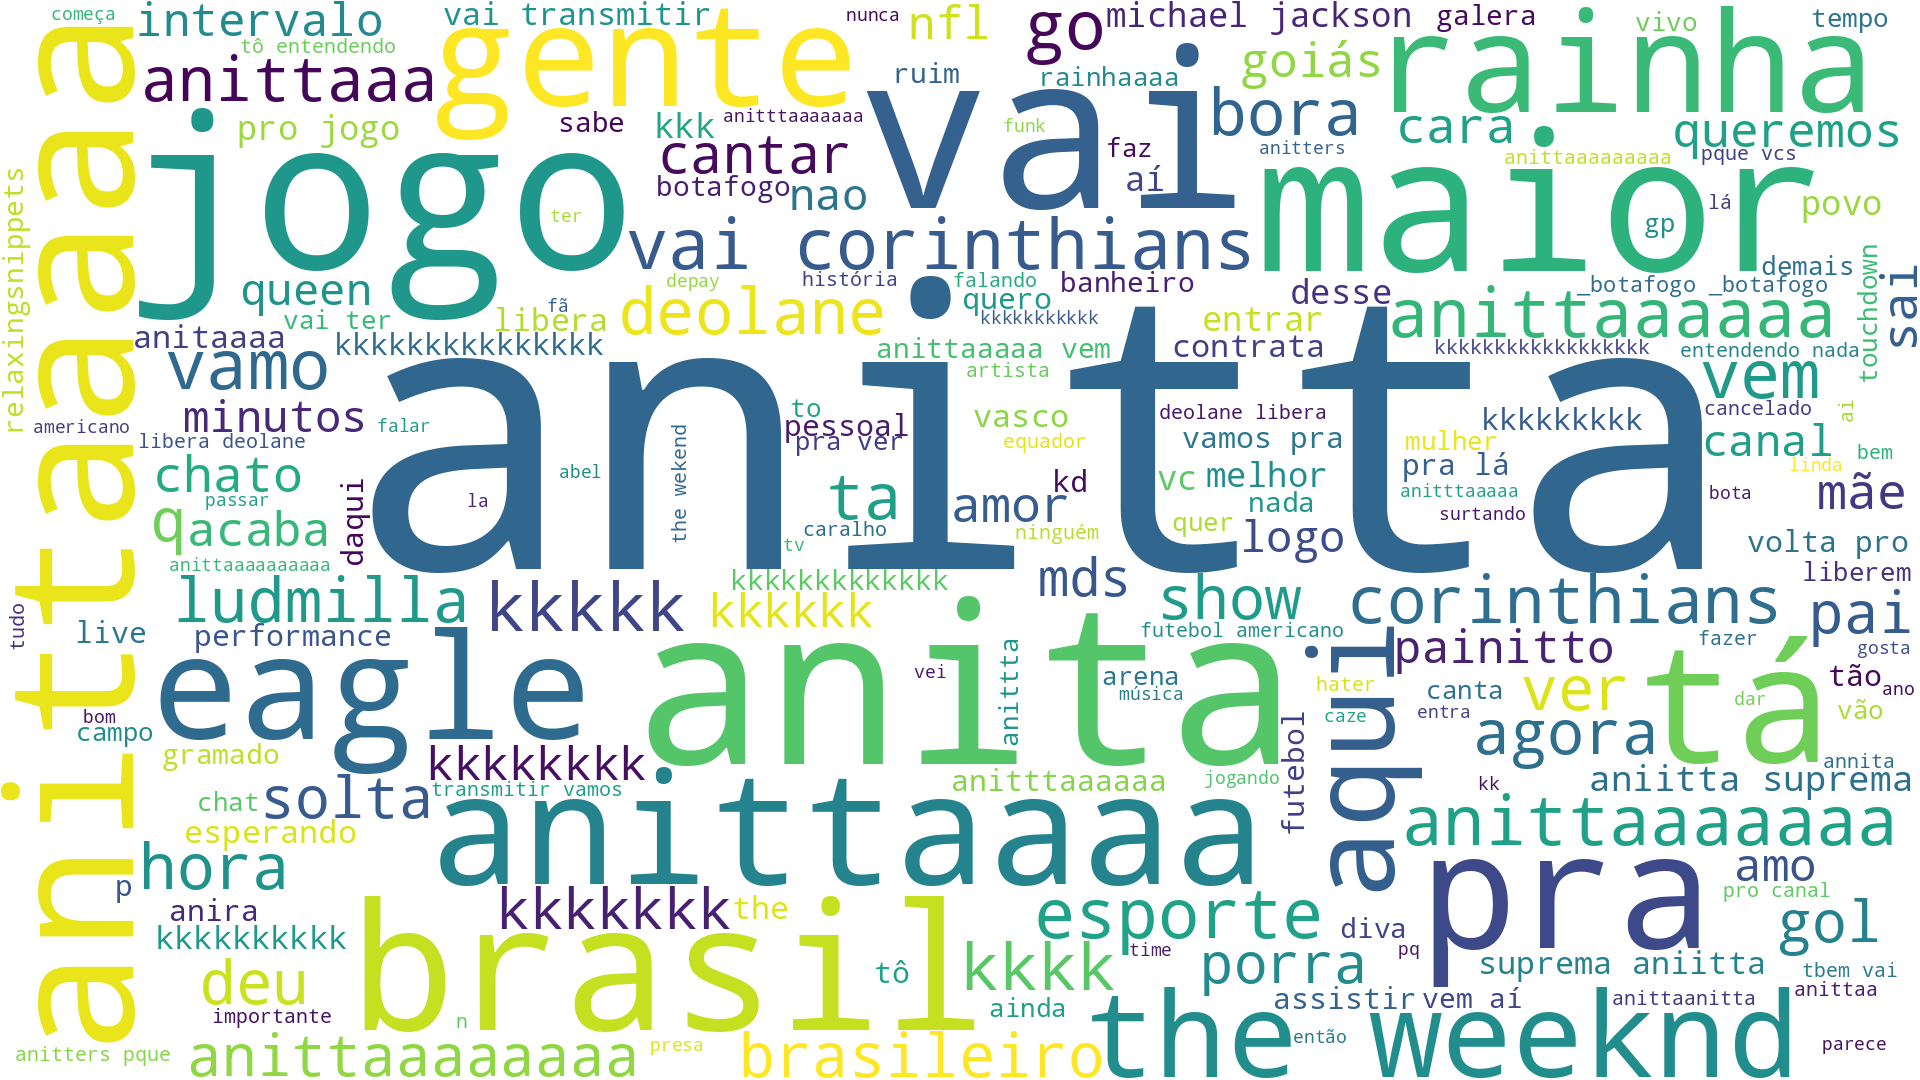 começa
intervalo
vai transmitir
nunca
nfl
go
michael jackson
galera
vivo
tempo
tô entendendo
anittaaa
gente
ruim
rainhaaaa
goiás
rainha
pro jogo
sabe
kkk
anitttaaaaaaa
vai
funk
bora
cara
queremos
anitters
faz
jogo
cantar
aí
maior
anittaaaaaaaaa
pque vcs
botafogo
nao
lá
povo
relaxingsnippets
anittaaaaaa
ter
gp
vai corinthians
queen
depay
história
falando
banheiro
desse
_botafogo _botafogo
demais
sai
touchdown
vai ter
fã
libera
deolane
quero
kkkkkkkkkkk
entrar
anittaaaaaa
anitaaaa
kkkkkkkkkkkkkkk
anittaaaaa vem
contrata
kkkkkkkkkkkkkkkkkk
entendendo nada
vamo
anitta
artista
vem
minutos
to
vasco
deolane libera
kkkkkkkkk
cancelado
ai
americano
falar
pessoal
libera deolane
the wekend
pra ver
equador
vamos pra
mulher
canal
bem
chato
abel
kd
vc
melhor
pra lá
linda
passar
daqui
la
ta
amor
nada
anitttaaaaa
bota
mãe
q
acaba
caralho
ninguém
quer
logo
surtando
tv
volta pro
anittaaaaaaaaaa
kkkkkkkkkkkkk
mds
liberem
ludmilla
kkkkk
kkkkkk
show
corinthians
pai
tudo
live
performance
futebol americano
painitto
fazer
gosta
eagle
anita
anittta
vei
arena
música
aqui
hater
canta
ver
tá
tão
ano
bom
campo
caze
entra
dar
vão
gramado
kkkkkkkk
futebol
agora
annita
chat
solta
transmitir vamos
anitttaaaaaa
jogando
kk
aniitta suprema
esperando
anittaaaa
anittaaaaaaa
hora
p
pra
amo
pro canal
anira
kkkkkkk
the
esporte
diva
gol
kkkkkkkkkk
brasil
time
pq
deu
tô
kkkk
porra
suprema aniitta
tbem vai
importante
n
ainda
assistir
vem aí
anittaanitta
anittaa
anitters pque
anittaaaaaaaa
presa
brasileiro
the weeknd
então
parece